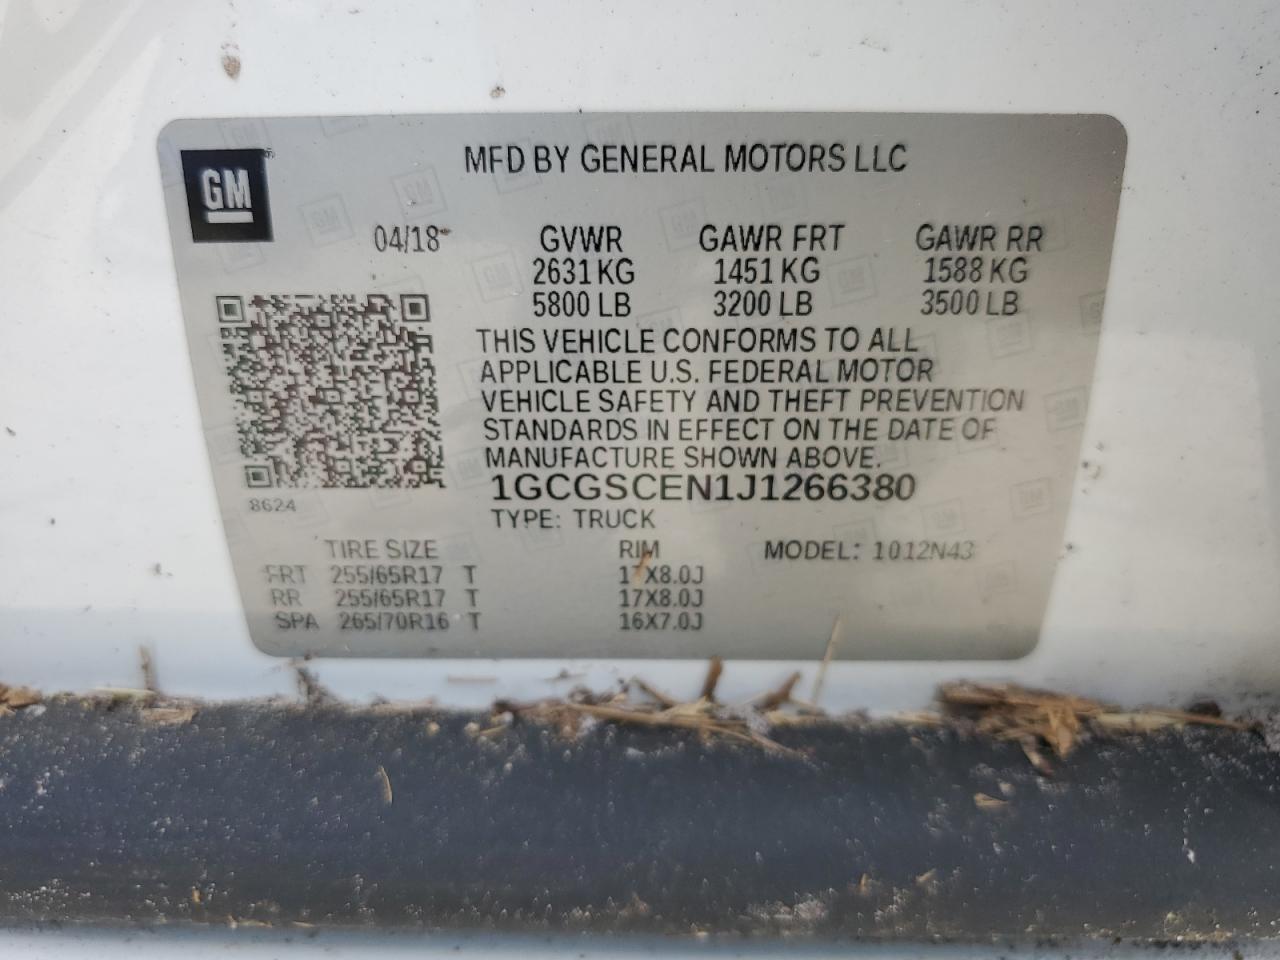 MFD BY GENERAL MOTORS LLC
GM
04/18
GVWR GAWR FRT GAWR RR
2631 KG 1451 KG 1588 KG
5800 LB 3200 LB 3500 LB
THIS VEHICLE CONFORMS TO ALL
APPLICABLE U.S. FEDERAL MOTOR
VEHICLE SAFETY AND THEFT PREVENTION
STANDARDS IN EFFECT ON THE DATE OF
MANUFACTURE SHOWN ABOVE.
1GCGSCEN1J1266380
8624
TYPE: TRUCK
TIRE SIZE RIM MODEL: 1012N43
FRT 255/65R17 T 17X8.0J
RR 255/65R17 T 17X8.0J
SPA 265/70R16 T 16X7.0J